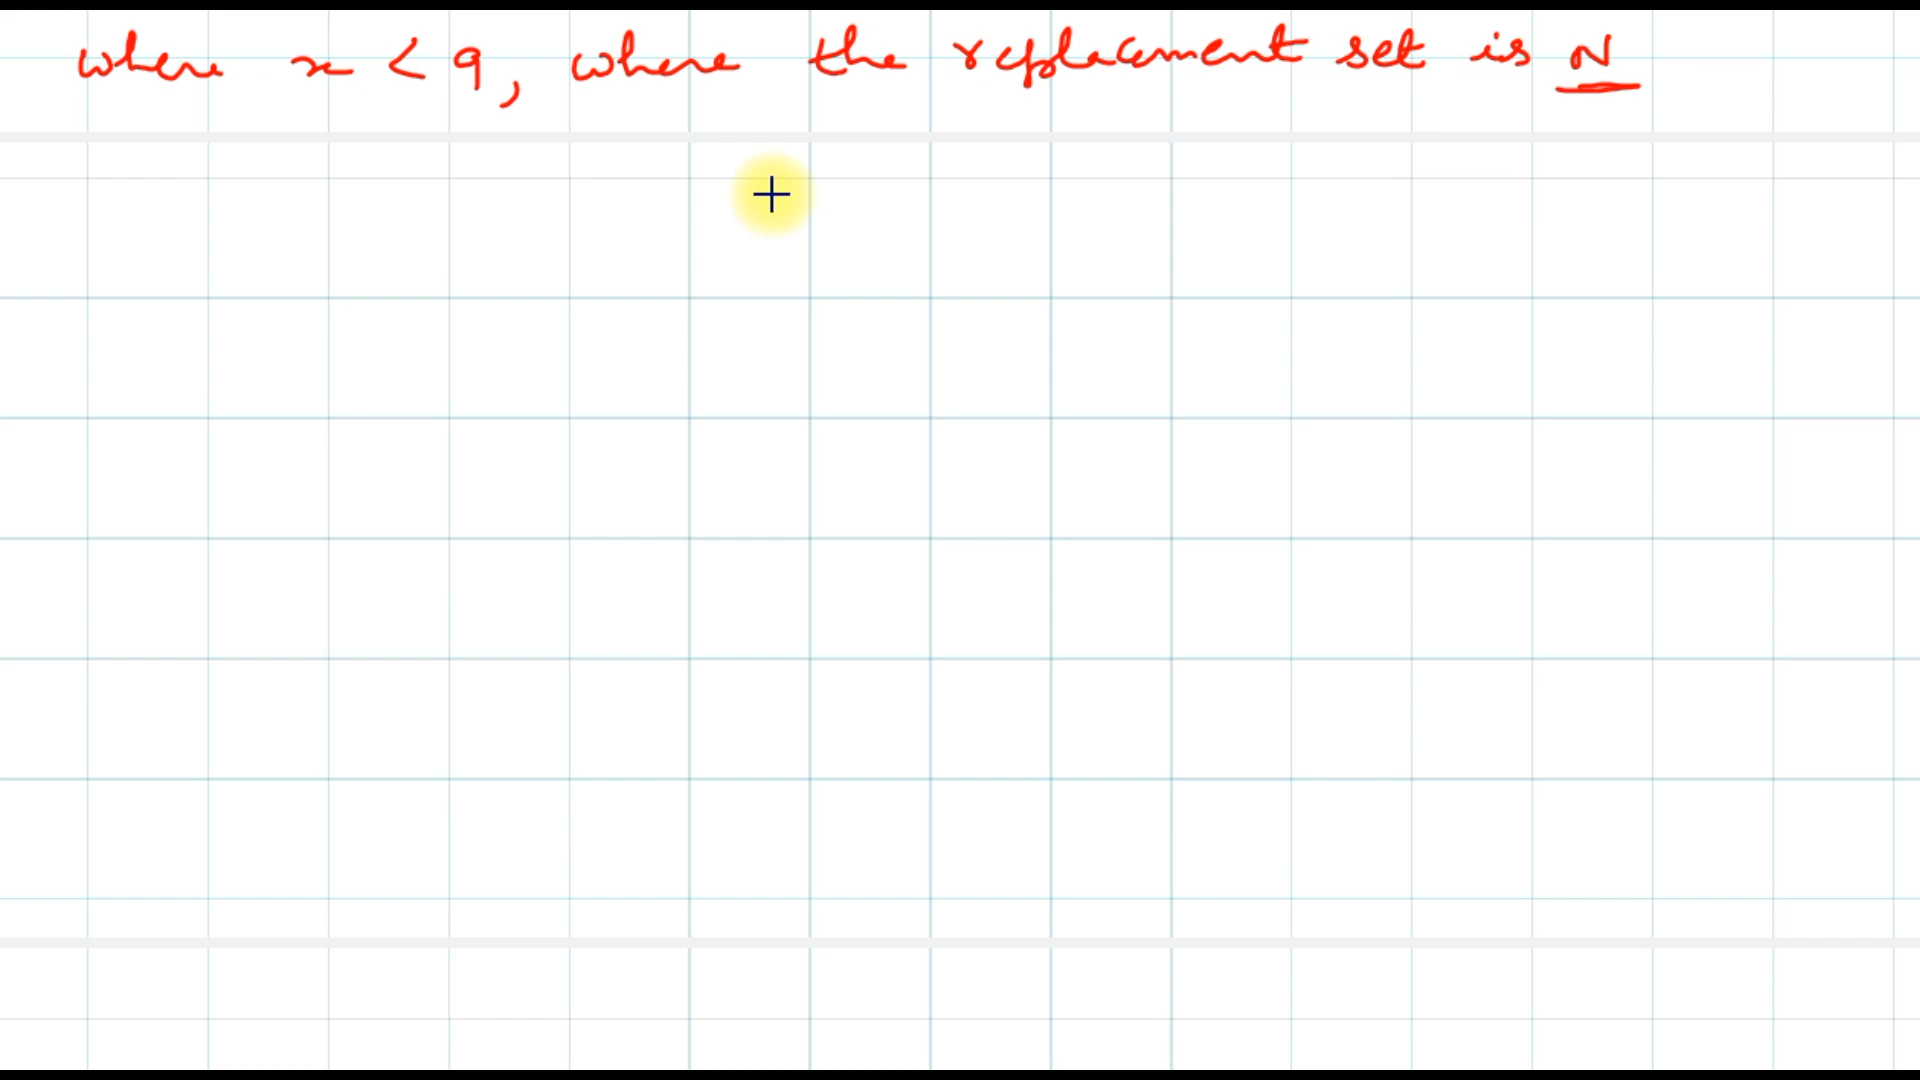 where x < 9, where the replacement set is N